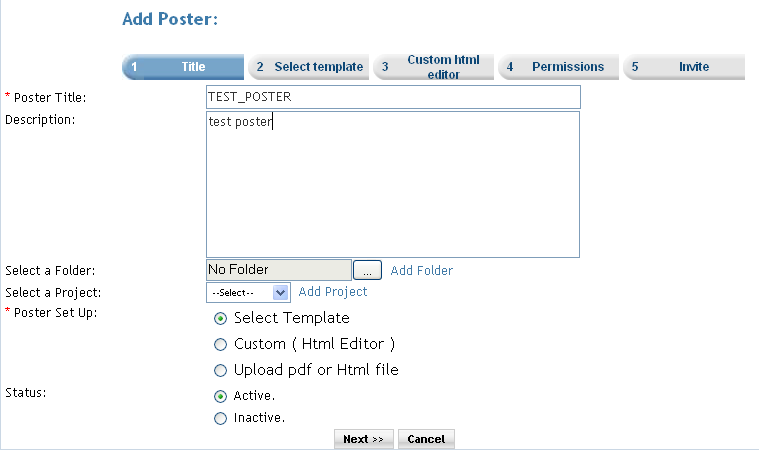 Add Poster:
1 Title 2 Select template 3 Custom html editor 4 Permissions 5 Invite
* Poster Title: TEST_POSTER
Description: test poster
Select a Folder: No Folder ... Add Folder
Select a Project: --Select-- Add Project
* Poster Set Up: Select Template
Custom ( Html Editor )
Upload pdf or Html file
Status: Active.
Inactive.
Next >> Cancel